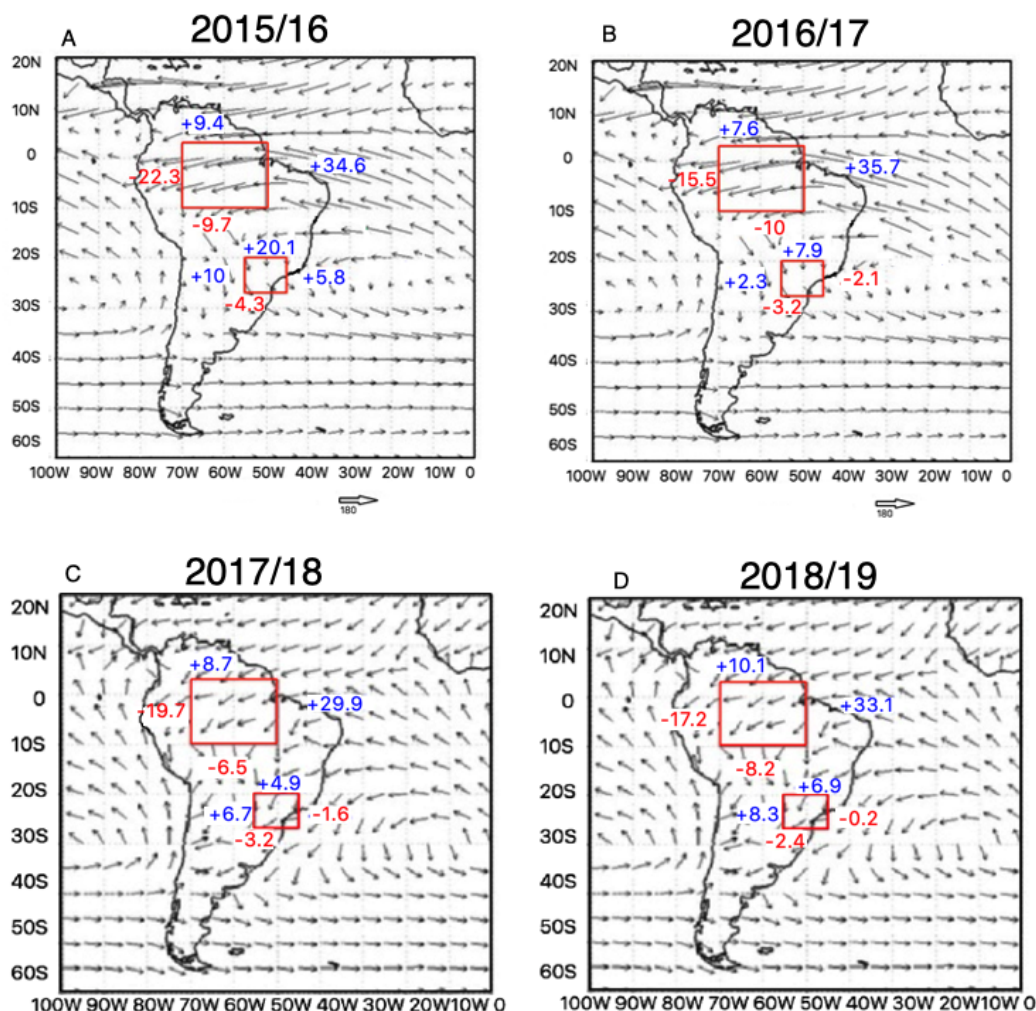 A
2015/16
20N
10N
0
10S
20S
30S
40S
50S
60S
+9.4
+34.6
-22.3
-9.7
+20.1
+10
+5.8
-4.3
100W 90W 80W 70W 60W 50W 40W 30W 20W 10W 0
180
B
2016/17
20N
10N
0
10S
20S
30S
40S
50S
60S
+7.6
+35.7
-15.5
-10
+7.9
+2.3
-2.1
-3.2
100W 90W 80W 70W 60W 50W 40W 30W 20W 10W 0
180
C
2017/18
20N
10N
0
10S
20S
30S
40S
50S
60S
+8.7
+29.9
-19.7
-6.5
+4.9
+6.7
-1.6
-3.2
100W 90W 80W 70W 60W 50W 40W 30W 20W 10W 0
D
2018/19
20N
10N
0
10S
20S
30S
40S
50S
60S
+10.1
+33.1
-17.2
-8.2
+6.9
+8.3
-0.2
-2.4
100W 90W 80W 70W 60W 50W 40W 30W 20W 10W 0